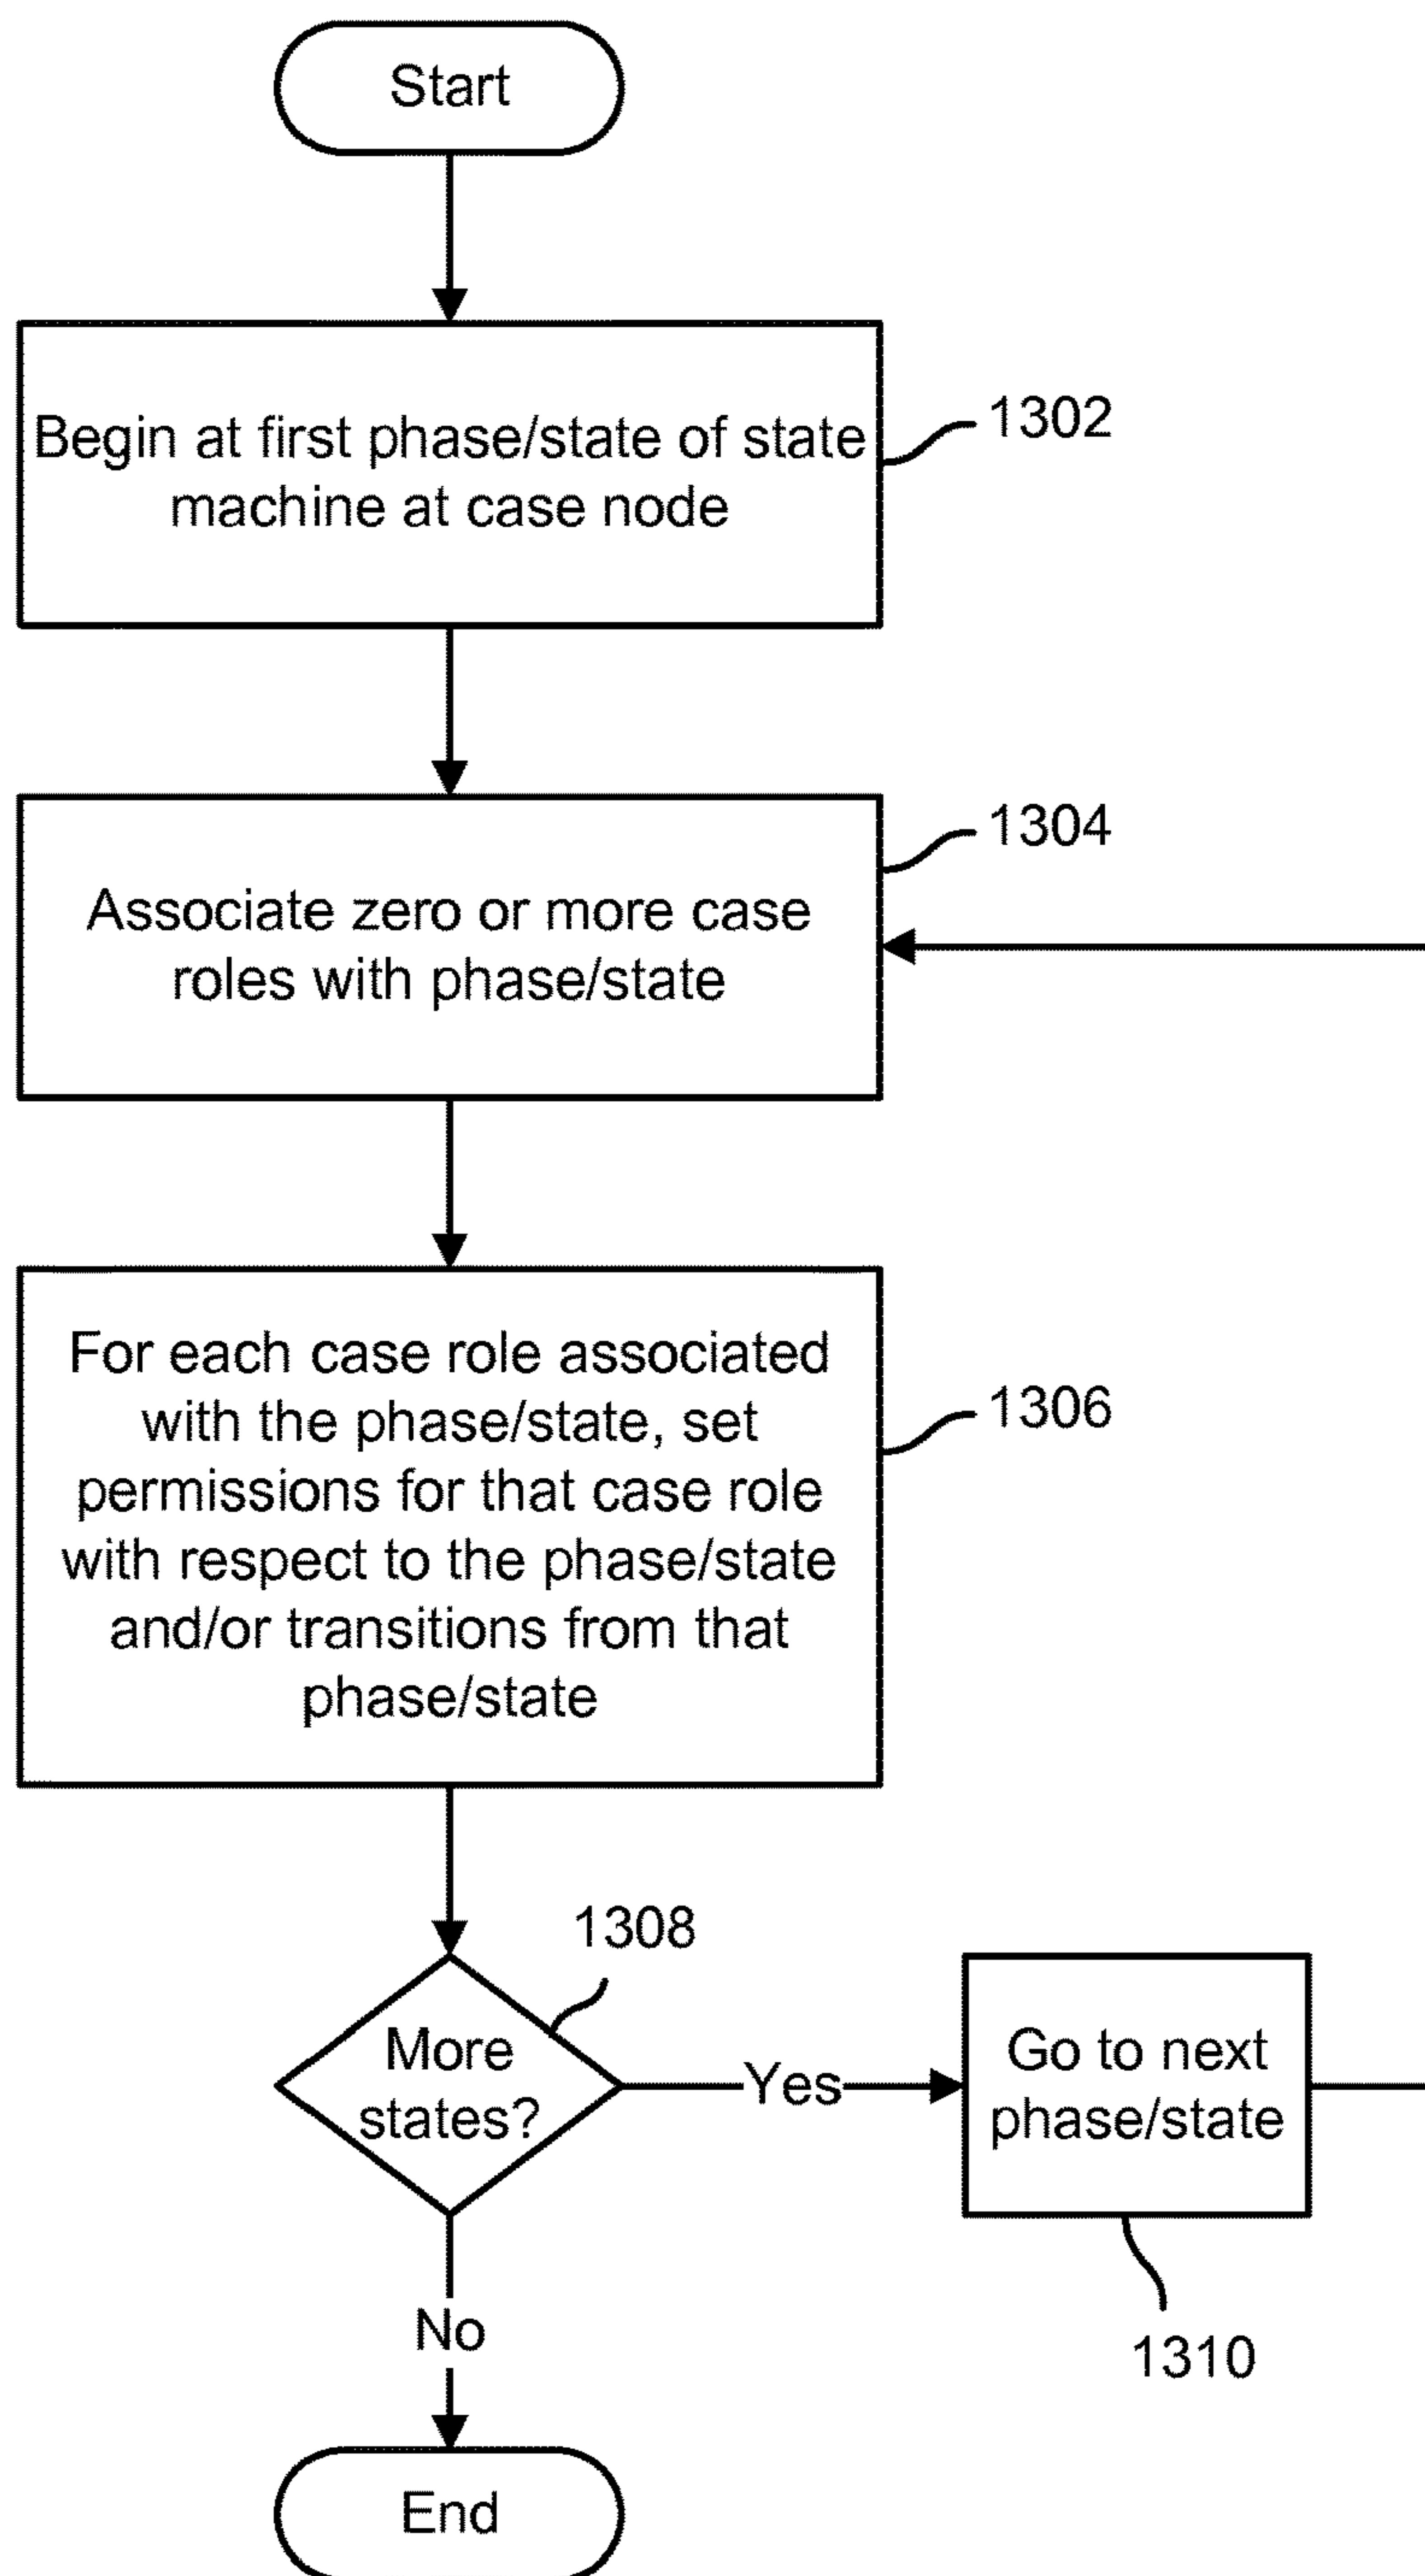 Start
Begin at first phase/state of state
machine at case node
1302
Associate zero or more case
roles with phase/state
1304
For each case role associated
with the phase/state, set
permissions for that case role
with respect to the phase/state
and/or transitions from that
phase/state
1306
More
states?
1308
Yes
Go to next
phase/state
1310
No
End